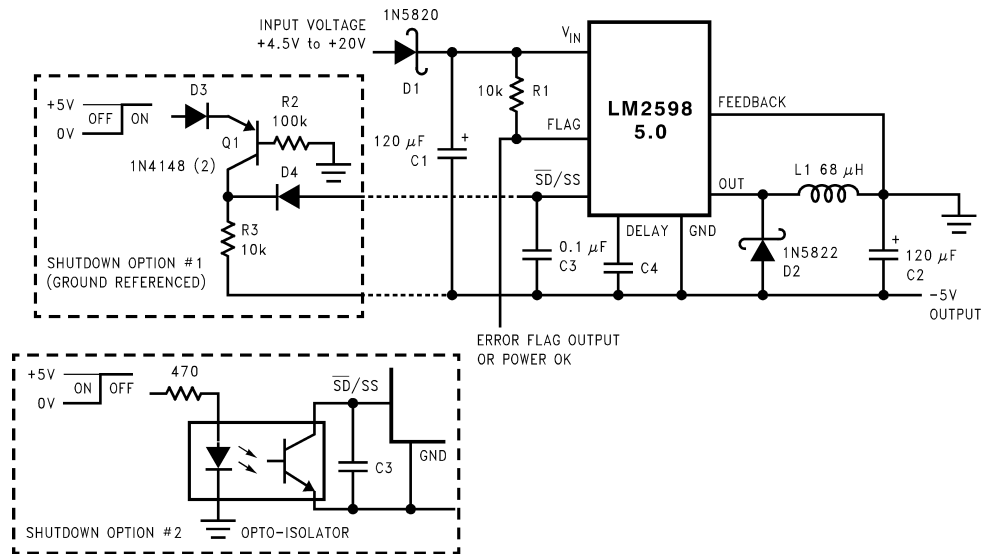 1N5820
INPUT VOLTAGE
+4.5V to +20V
D1
VIN
10k R1
FLAG
120 µF
+
C1
SD/SS
LM2598
5.0
FEEDBACK
OUT
L1 68 µH
DELAY
GND
0.1 µF
C3
C4
1N5822
D2
+
120 µF
C2
-5V
OUTPUT
ERROR FLAG OUTPUT
OR POWER OK
D3
+5V
OFF ON
0V
R2
100k
Q1
1N4148 (2)
D4
R3
10k
SHUTDOWN OPTION #1
(GROUND REFERENCED)
+5V
ON OFF
0V
470
SD/SS
C3
GND
SHUTDOWN OPTION #2
OPTO-ISOLATOR